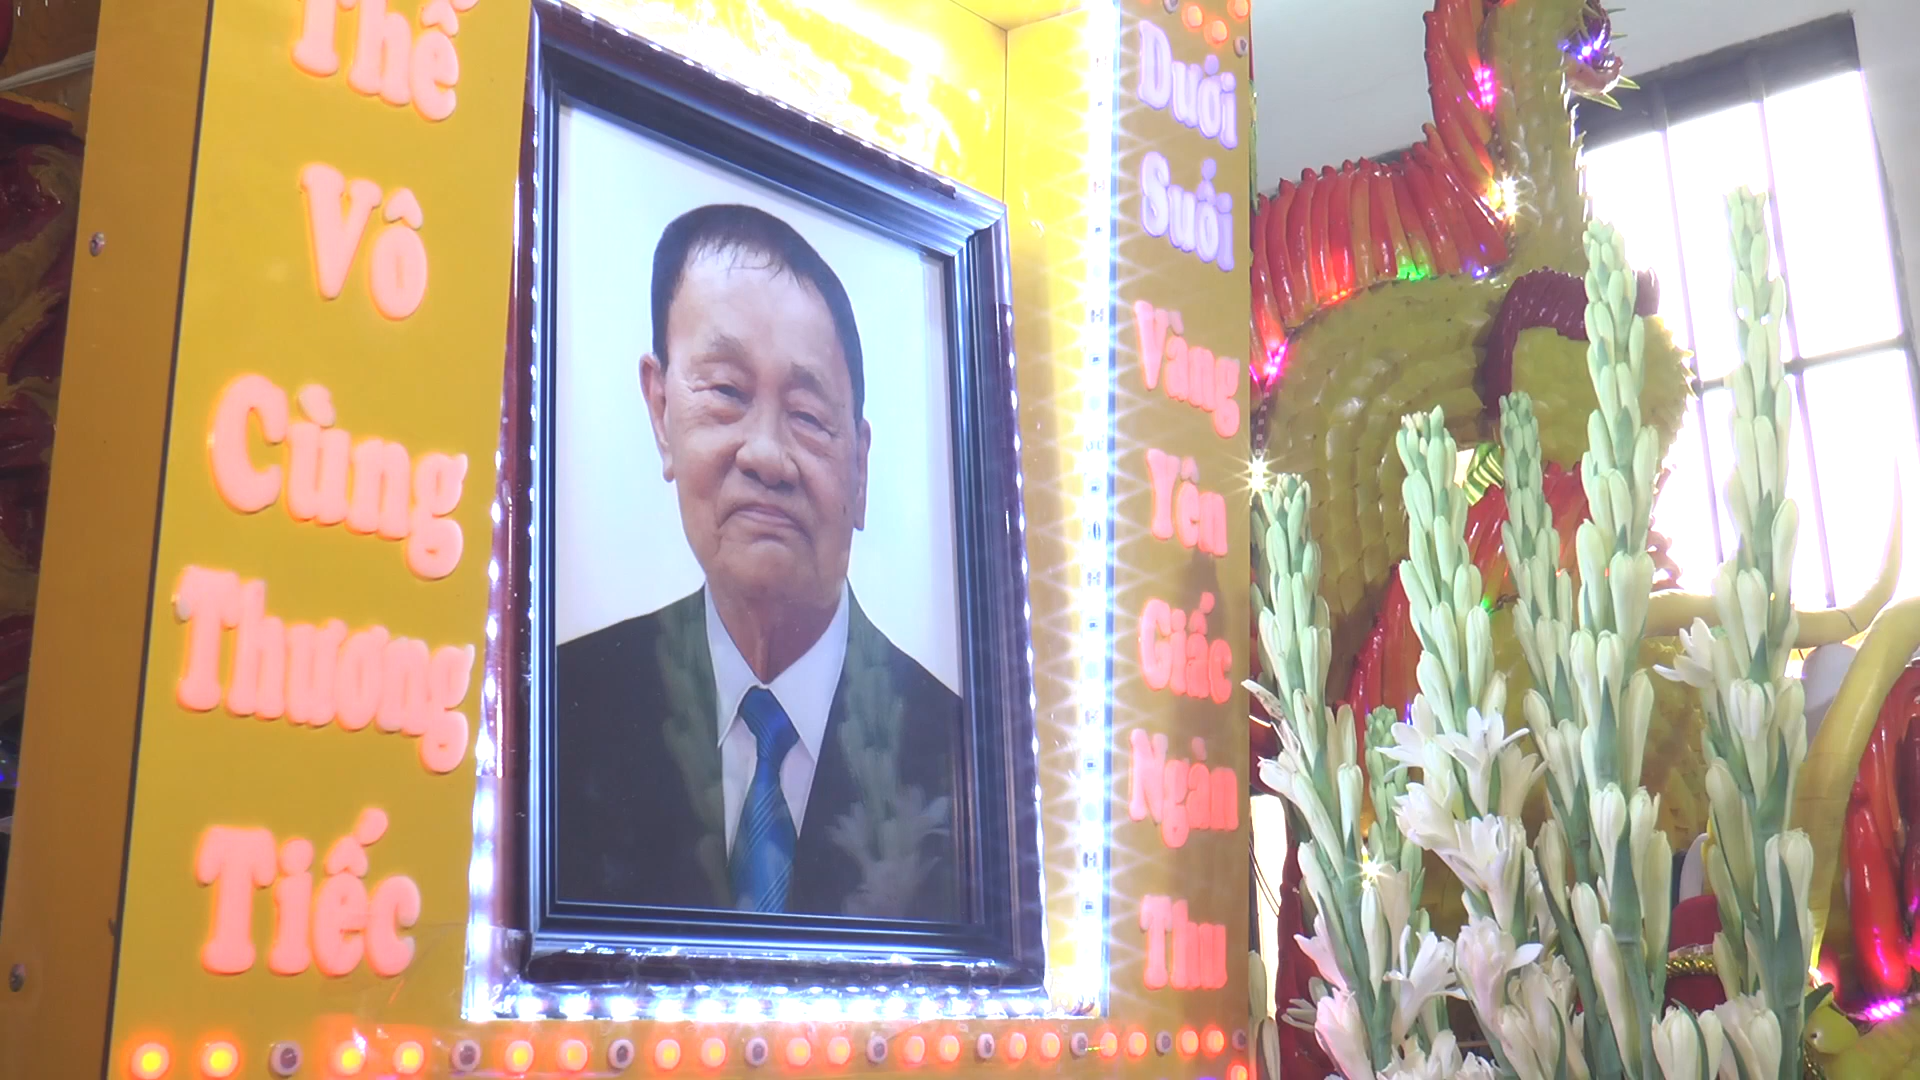 Thế
Vô
Cùng
Thương
Tiếc
Dưới
Suối
Vàng
Yên
Giấc
Ngàn
Thu